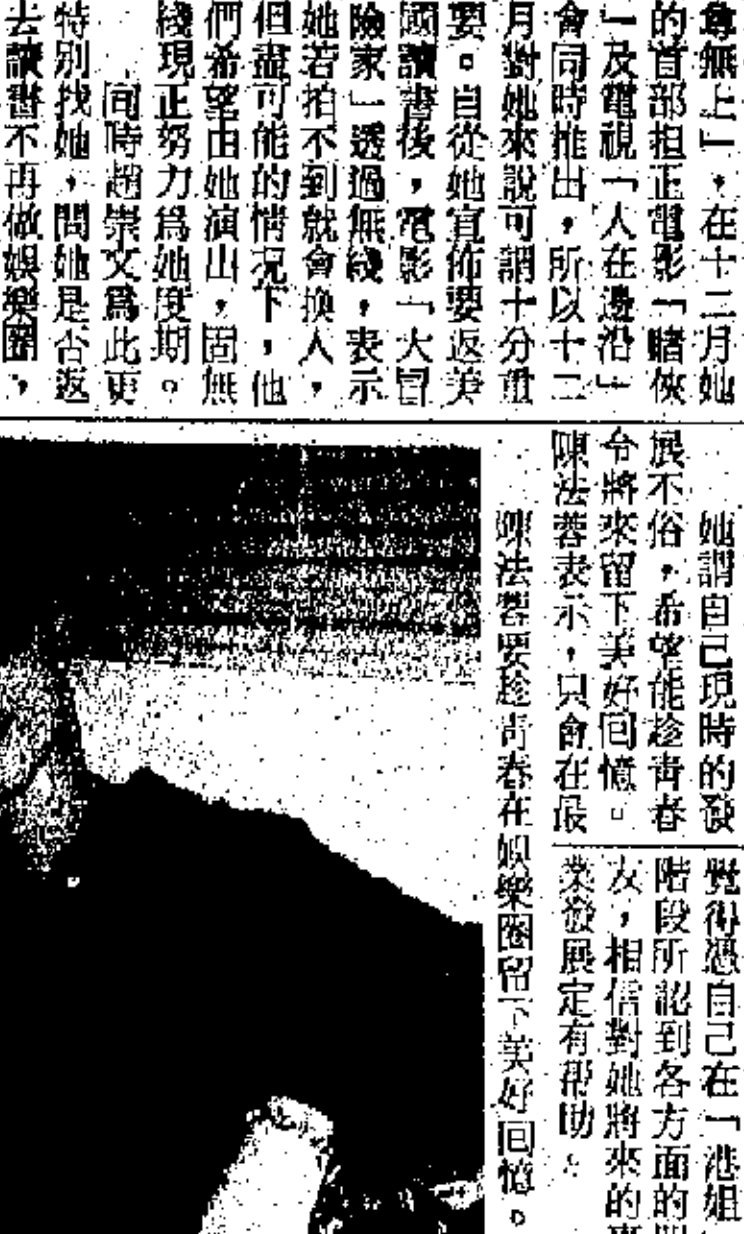 尊無上」，在十二月她
的首部担正電影「賭俠
」及電視「人在邊沿」
會同時推出，所以十二
月對她來說可謂十分重
要。自從她宣佈要返美
國讀書後，電影「大冒
險家」透過無綫，表示
她若拍不到就會換人，
但盡可能的情况下，他
們希望由她演出，固無
綫現正努力爲她度期。
同時趙崇文爲此更
特別找她，問她是否返
去讀書不再做娛樂圈，
她謂自己現時的發
展不俗，希望能趁青春
令將來留下美好回憶。
陳法蓉表示，只會在最
覺得憑自己在「港姐
階段所認到各方面的
友，相信對她將來的事
業發展定有帮助。
陳法蓉要趁青春在娛樂圈留下美好回憶。